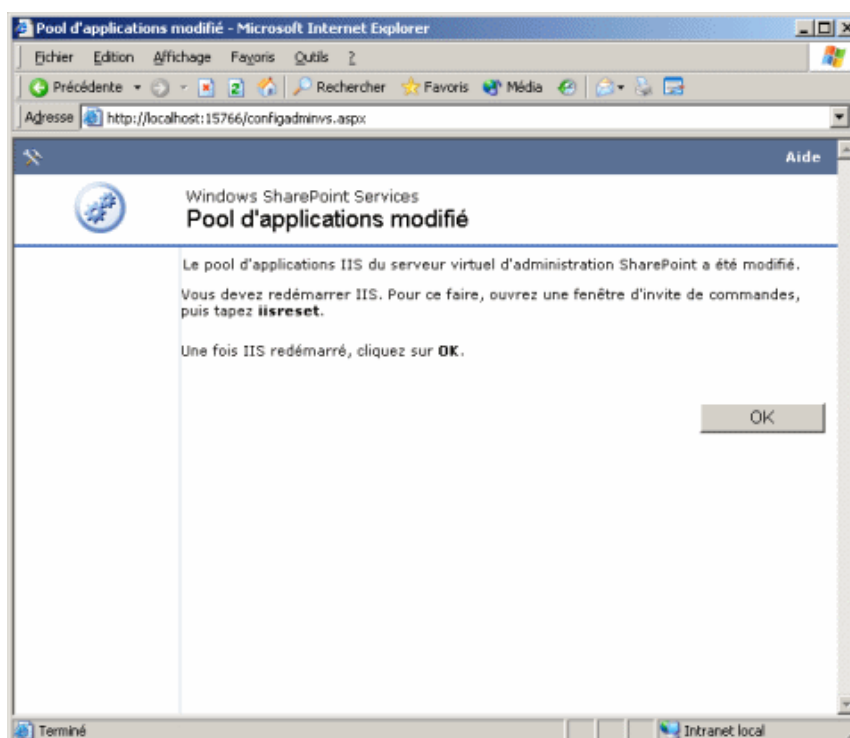 Pool d'applications modifié - Microsoft Internet Explorer
Fichier Edition Affichage Favoris Outils ?
Précédente Rechercher Favoris Média
Adresse http://localhost:15766/configadminvs.aspx
Aide
Windows SharePoint Services
Pool d'applications modifié
Le pool d'applications IIS du serveur virtuel d'administration SharePoint a été modifié.
Vous devez redémarrer IIS. Pour ce faire, ouvrez une fenêtre d'invite de commandes,
puis tapez iisreset.
Une fois IIS redémarré, cliquez sur OK.
OK
Terminé Intranet local